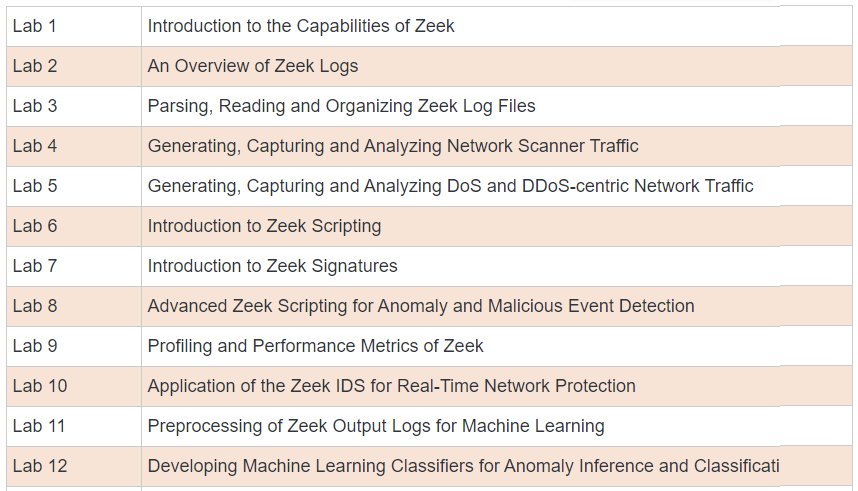 Lab 1 Introduction to the Capabilities of Zeek
Lab 2 An Overview of Zeek Logs
Lab 3 Parsing, Reading and Organizing Zeek Log Files
Lab 4 Generating, Capturing and Analyzing Network Scanner Traffic
Lab 5 Generating, Capturing and Analyzing DoS and DDoS-centric Network Traffic
Lab 6 Introduction to Zeek Scripting
Lab 7 Introduction to Zeek Signatures
Lab 8 Advanced Zeek Scripting for Anomaly and Malicious Event Detection
Lab 9 Profiling and Performance Metrics of Zeek
Lab 10 Application of the Zeek IDS for Real-Time Network Protection
Lab 11 Preprocessing of Zeek Output Logs for Machine Learning
Lab 12 Developing Machine Learning Classifiers for Anomaly Inference and Classificati